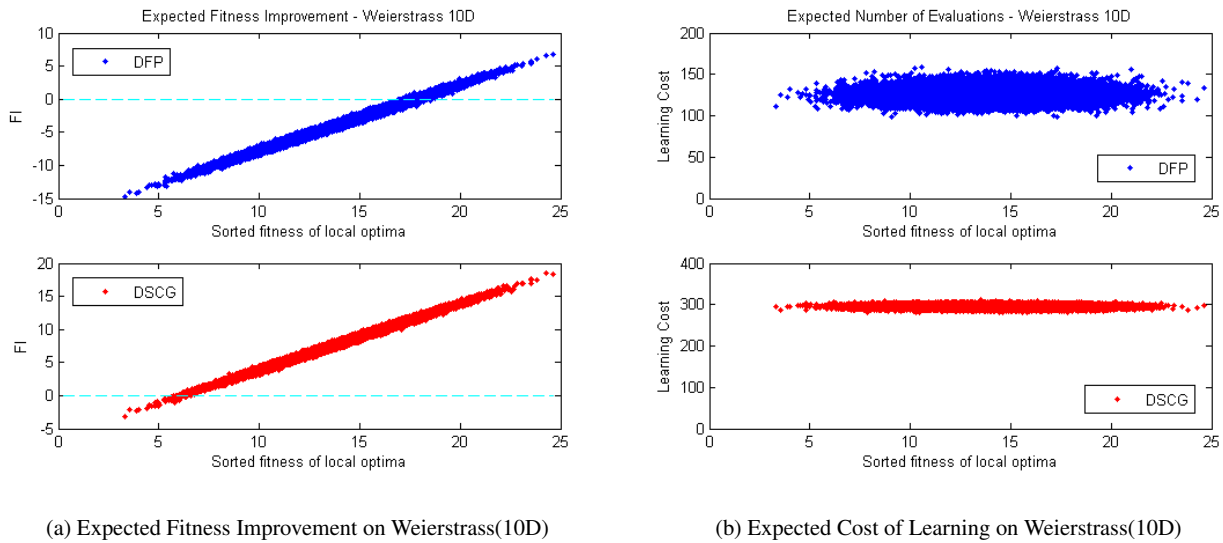 Expected Fitness Improvement - Weierstrass 10D
10
5
0
-5
-10
-15
FI
DFP
0 5 10 15 20 25
Sorted fitness of local optima
20
15
10
5
0
-5
FI
DSCG
0 5 10 15 20 25
Sorted fitness of local optima
(a) Expected Fitness Improvement on Weierstrass(10D)
Expected Number of Evaluations - Weierstrass 10D
200
150
100
50
0
Learning Cost
DFP
0 5 10 15 20 25
Sorted fitness of local optima
400
300
200
100
0
Learning Cost
DSCG
0 5 10 15 20 25
Sorted fitness of local optima
(b) Expected Cost of Learning on Weierstrass(10D)